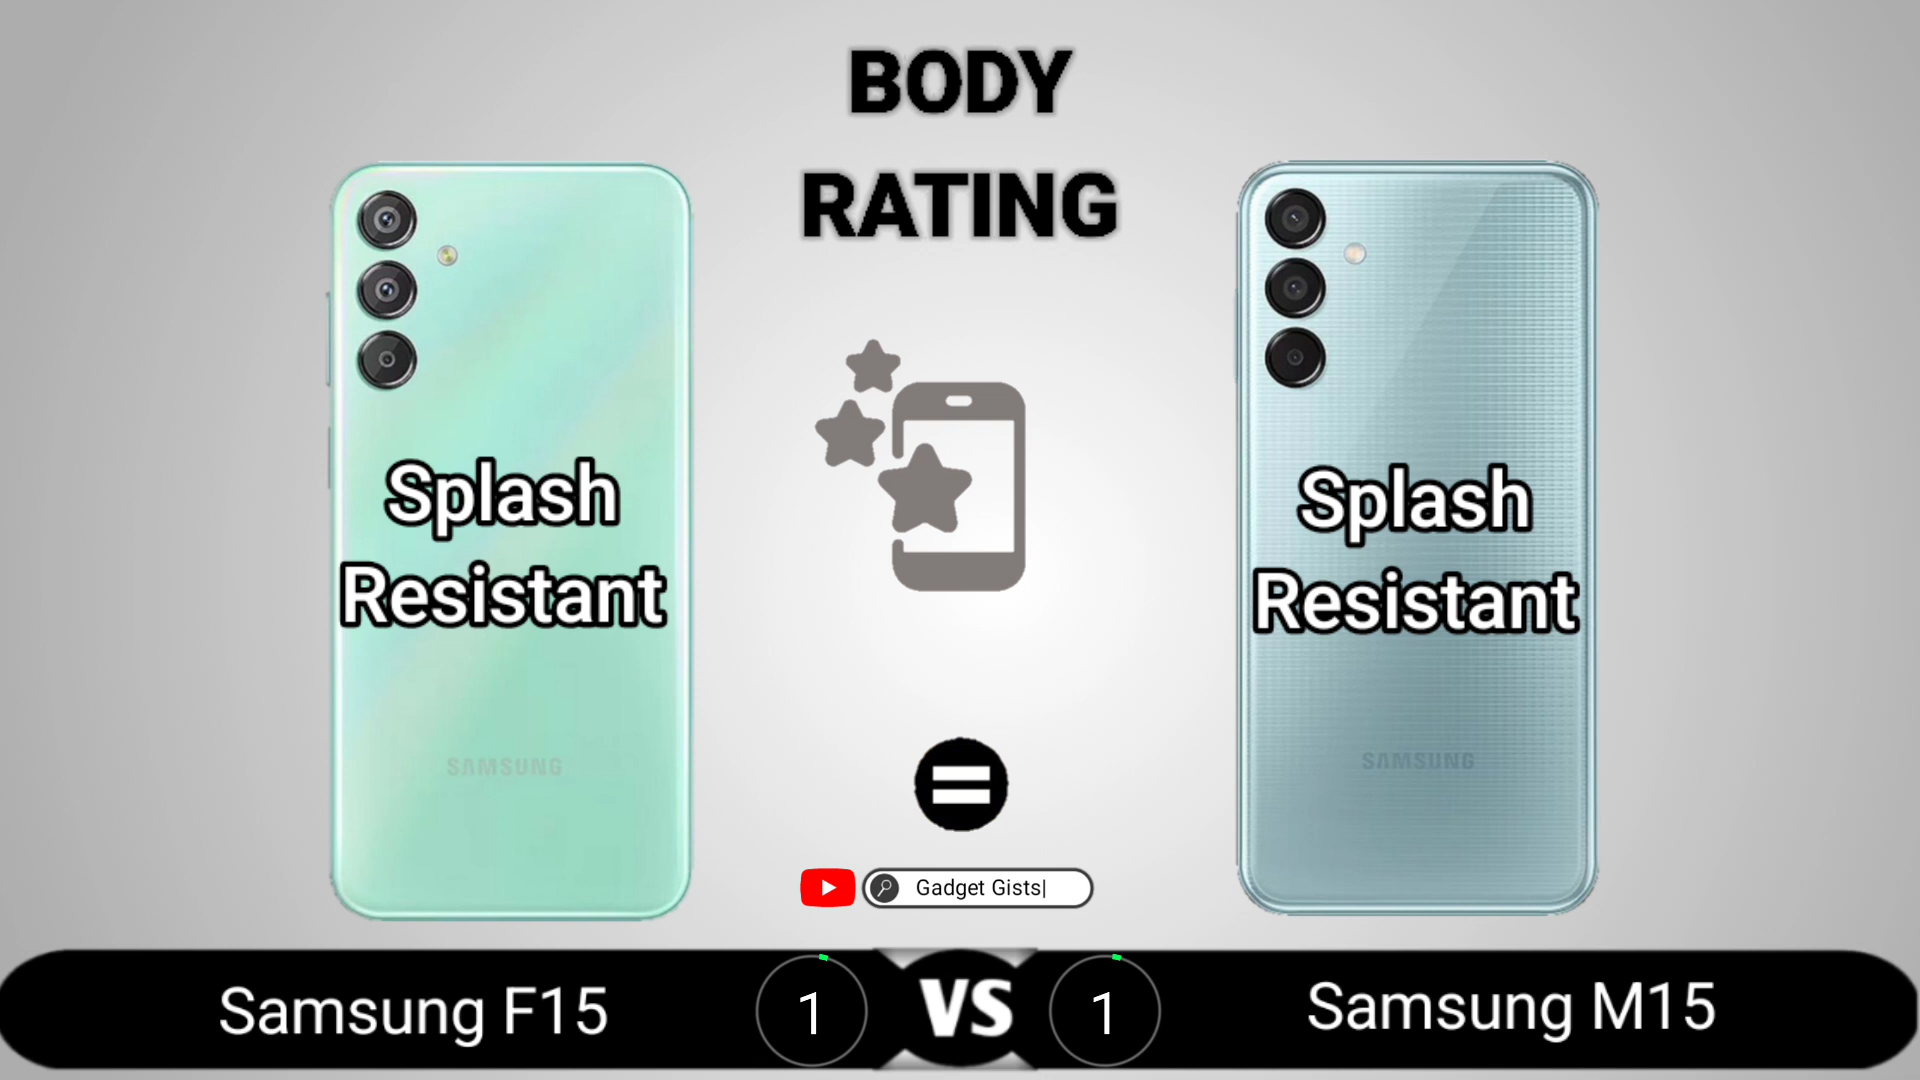 BODY
RATING
Splash
Resistant
SAMSUNG
Splash
Resistant
SAMSUNG
Gadget Gists|
Samsung F15
1
VS
1
Samsung M15